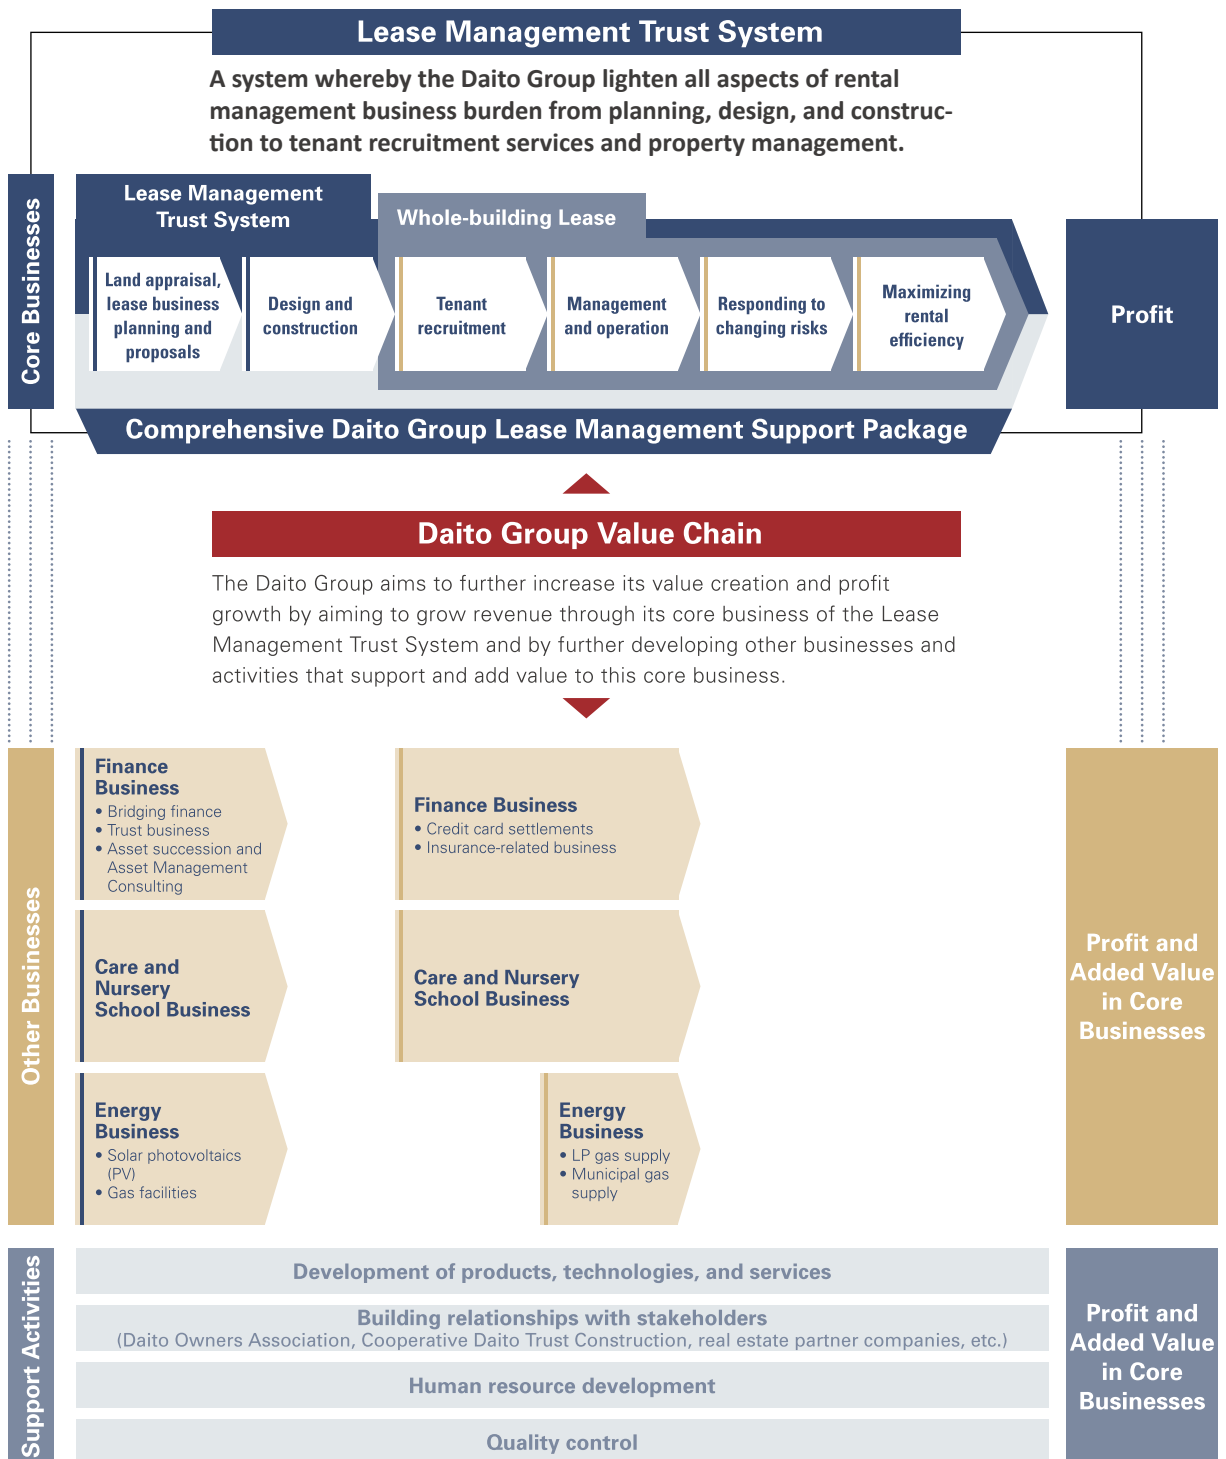 Lease Management Trust System
A system whereby the Daito Group lighten all aspects of rental
management business burden from planning, design, and construc-
tion to tenant recruitment services and property management.
Core Businesses
Lease Management
Trust System
Whole-building Lease
Land appraisal,
lease business
planning and
proposals
Design and
construction
Tenant
recruitment
Management
and operation
Responding to
changing risks
Maximizing
rental
efficiency
Profit
Comprehensive Daito Group Lease Management Support Package
Daito Group Value Chain
The Daito Group aims to further increase its value creation and profit
growth by aiming to grow revenue through its core business of the Lease
Management Trust System and by further developing other businesses and
activities that support and add value to this core business.
Other Businesses
Finance
Business
• Bridging finance
• Trust business
• Asset succession and
Asset Management
Consulting
Finance Business
• Credit card settlements
• Insurance-related business
Care and
Nursery
School Business
Care and Nursery
School Business
Energy
Business
• Solar photovoltaics
(PV)
• Gas facilities
Energy
Business
• LP gas supply
• Municipal gas
supply
Profit and
Added Value
in Core
Businesses
Support Activities
Development of products, technologies, and services
Building relationships with stakeholders
(Daito Owners Association, Cooperative Daito Trust Construction, real estate partner companies, etc.)
Human resource development
Quality control
Profit and
Added Value
in Core
Businesses